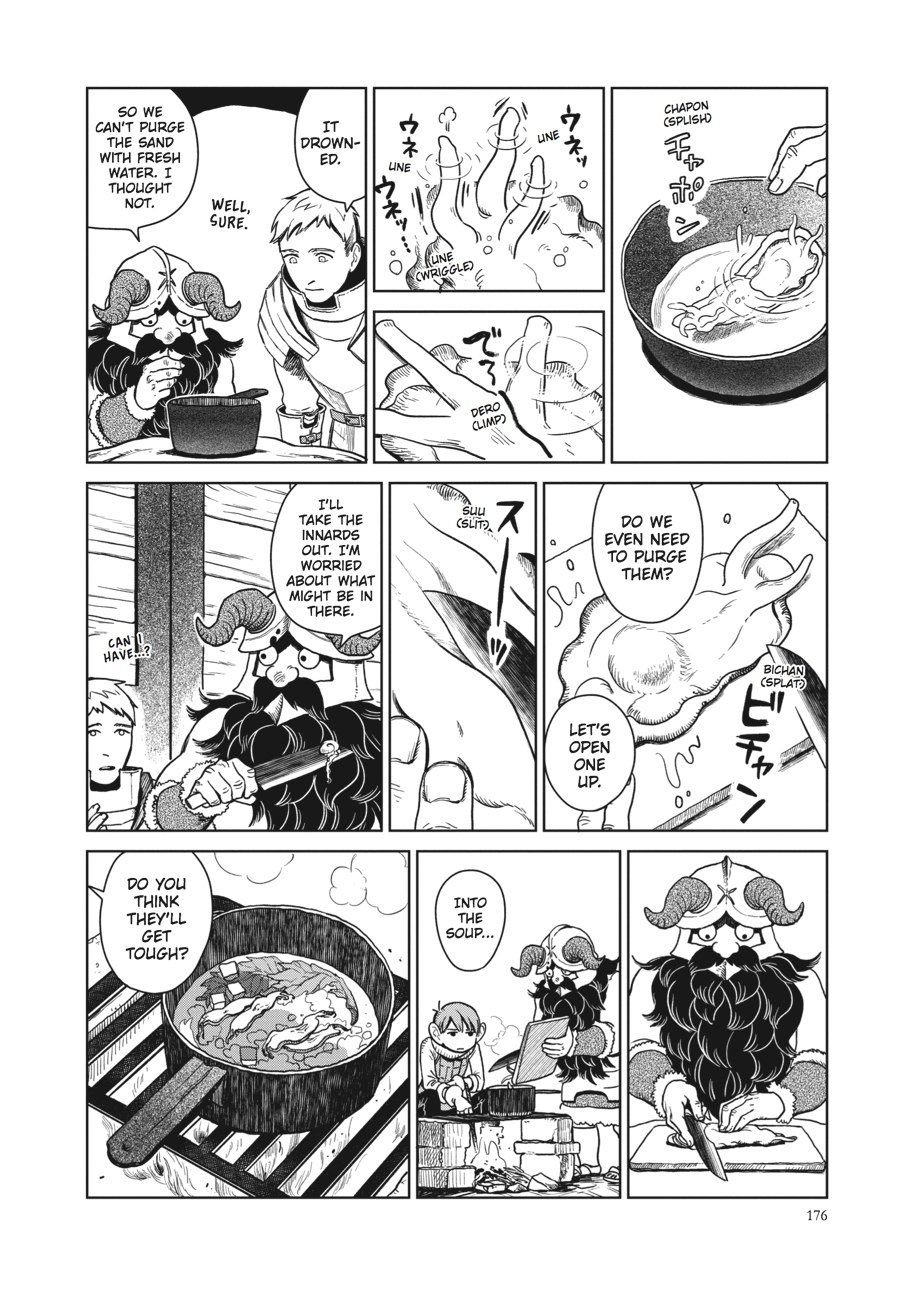 CHAPON
(SPLISH)
チャポン
ウネッ
UNE
ウネ
UNE
ウネッ…
UNE
(WRIGGLE)
でろ
DERO
(LIMP)
IT
DROWN-
ED.
WELL,
SURE.
SO WE
CAN'T PURGE
THE SAND
WITH FRESH
WATER. I
THOUGHT
NOT.
DO WE
EVEN NEED
TO PURGE
THEM?
BICHAN
(SPLAT)
ビチャン
LET'S
OPEN
ONE
UP.
スーッ
SUU
(SLIT)
I'LL
TAKE THE
INNARDS
OUT. I'M
WORRIED
ABOUT WHAT
MIGHT BE IN
THERE.
CAN I
HAVE...?
INTO
THE
SOUP...
DO YOU
THINK
THEY'LL
GET
TOUGH?
176